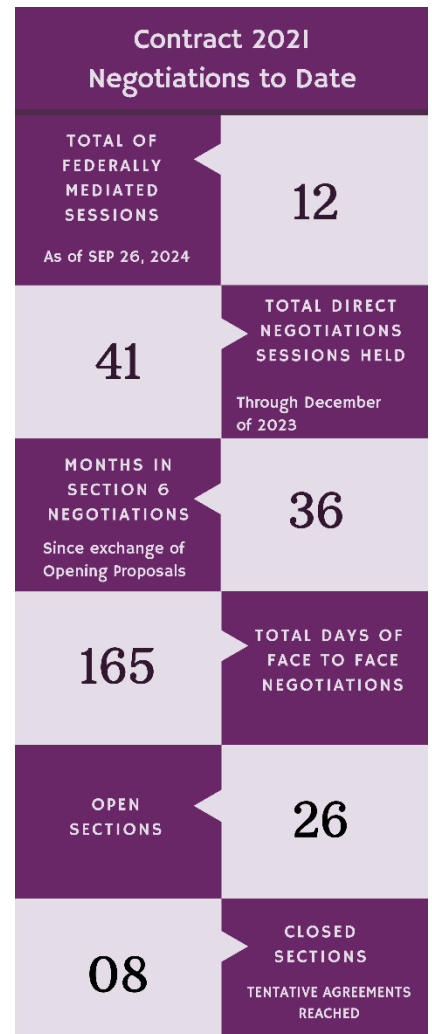 Contract 2021
Negotiations to Date
TOTAL OF
FEDERALLY
MEDIATED
SESSIONS
As of SEP 26, 2024
12
41
TOTAL DIRECT
NEGOTIATIONS
SESSIONS HELD
Through December
of 2023
MONTHS IN
SECTION 6
NEGOTIATIONS
Since exchange of
Opening Proposals
36
165
TOTAL DAYS OF
FACE TO FACE
NEGOTIATIONS
OPEN
SECTIONS
26
08
CLOSED
SECTIONS
TENTATIVE AGREEMENTS
REACHED